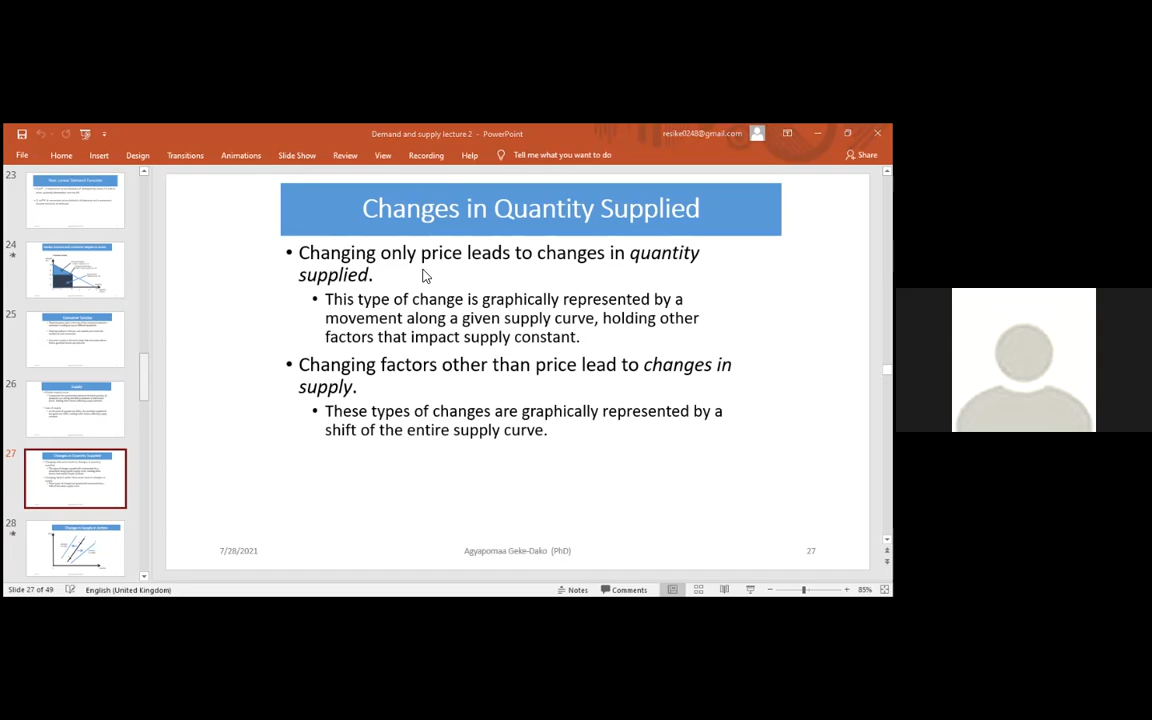 Demand and supply lecture 2 - PowerPoint
resike0248@gmail.com
File Home Insert Design Transitions Animations Slide Show Review View Recording Help Tell me what you want to do Share
23
24
25
26
27
28
Changes in Quantity Supplied
• Changing only price leads to changes in quantity
supplied.
• This type of change is graphically represented by a
movement along a given supply curve, holding other
factors that impact supply constant.
• Changing factors other than price lead to changes in
supply.
• These types of changes are graphically represented by a
shift of the entire supply curve.
7/28/2021 Agyapomaa Geke-Dako (PhD) 27
Slide 27 of 49 English (United Kingdom) Notes Comments 85%